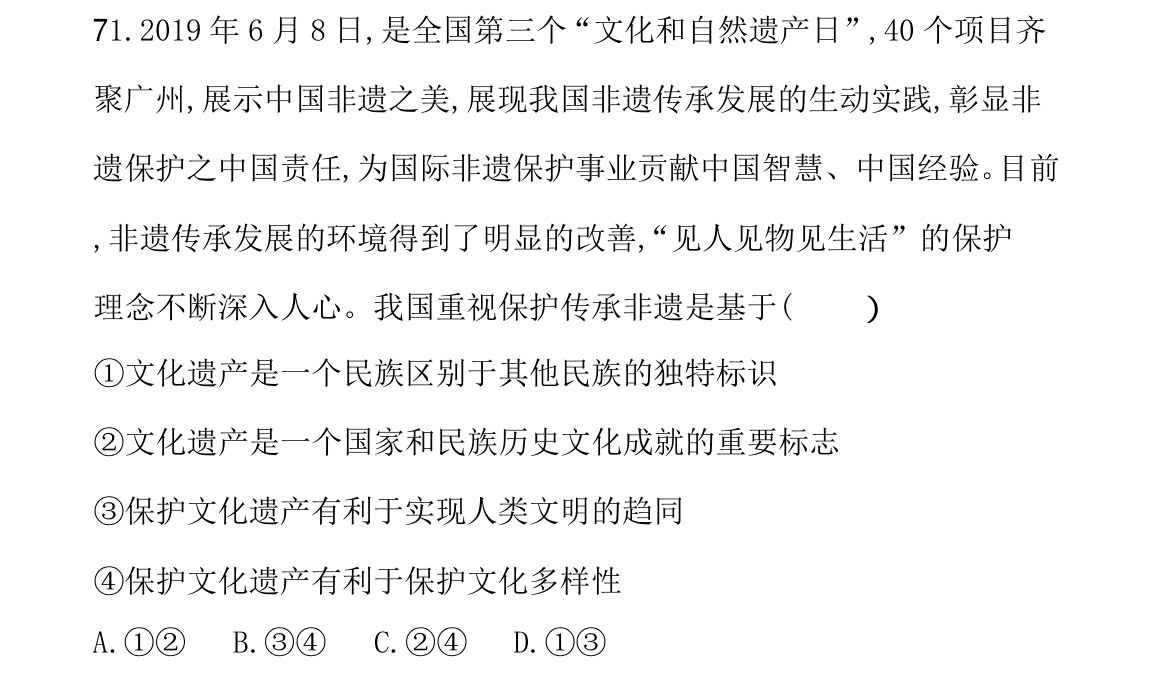 71.2019 年 6 月 8 日,是全国第三个“文化和自然遗产日”,40 个项目齐
聚广州,展示中国非遗之美,展现我国非遗传承发展的生动实践,彰显非
遗保护之中国责任,为国际非遗保护事业贡献中国智慧、中国经验。目前
,非遗传承发展的环境得到了明显的改善,“见人见物见生活”的保护
理念不断深入人心。我国重视保护传承非遗是基于(    )
①文化遗产是一个民族区别于其他民族的独特标识
②文化遗产是一个国家和民族历史文化成就的重要标志
③保护文化遗产有利于实现人类文明的趋同
④保护文化遗产有利于保护文化多样性
A.①②  B.③④  C.②④  D.①③